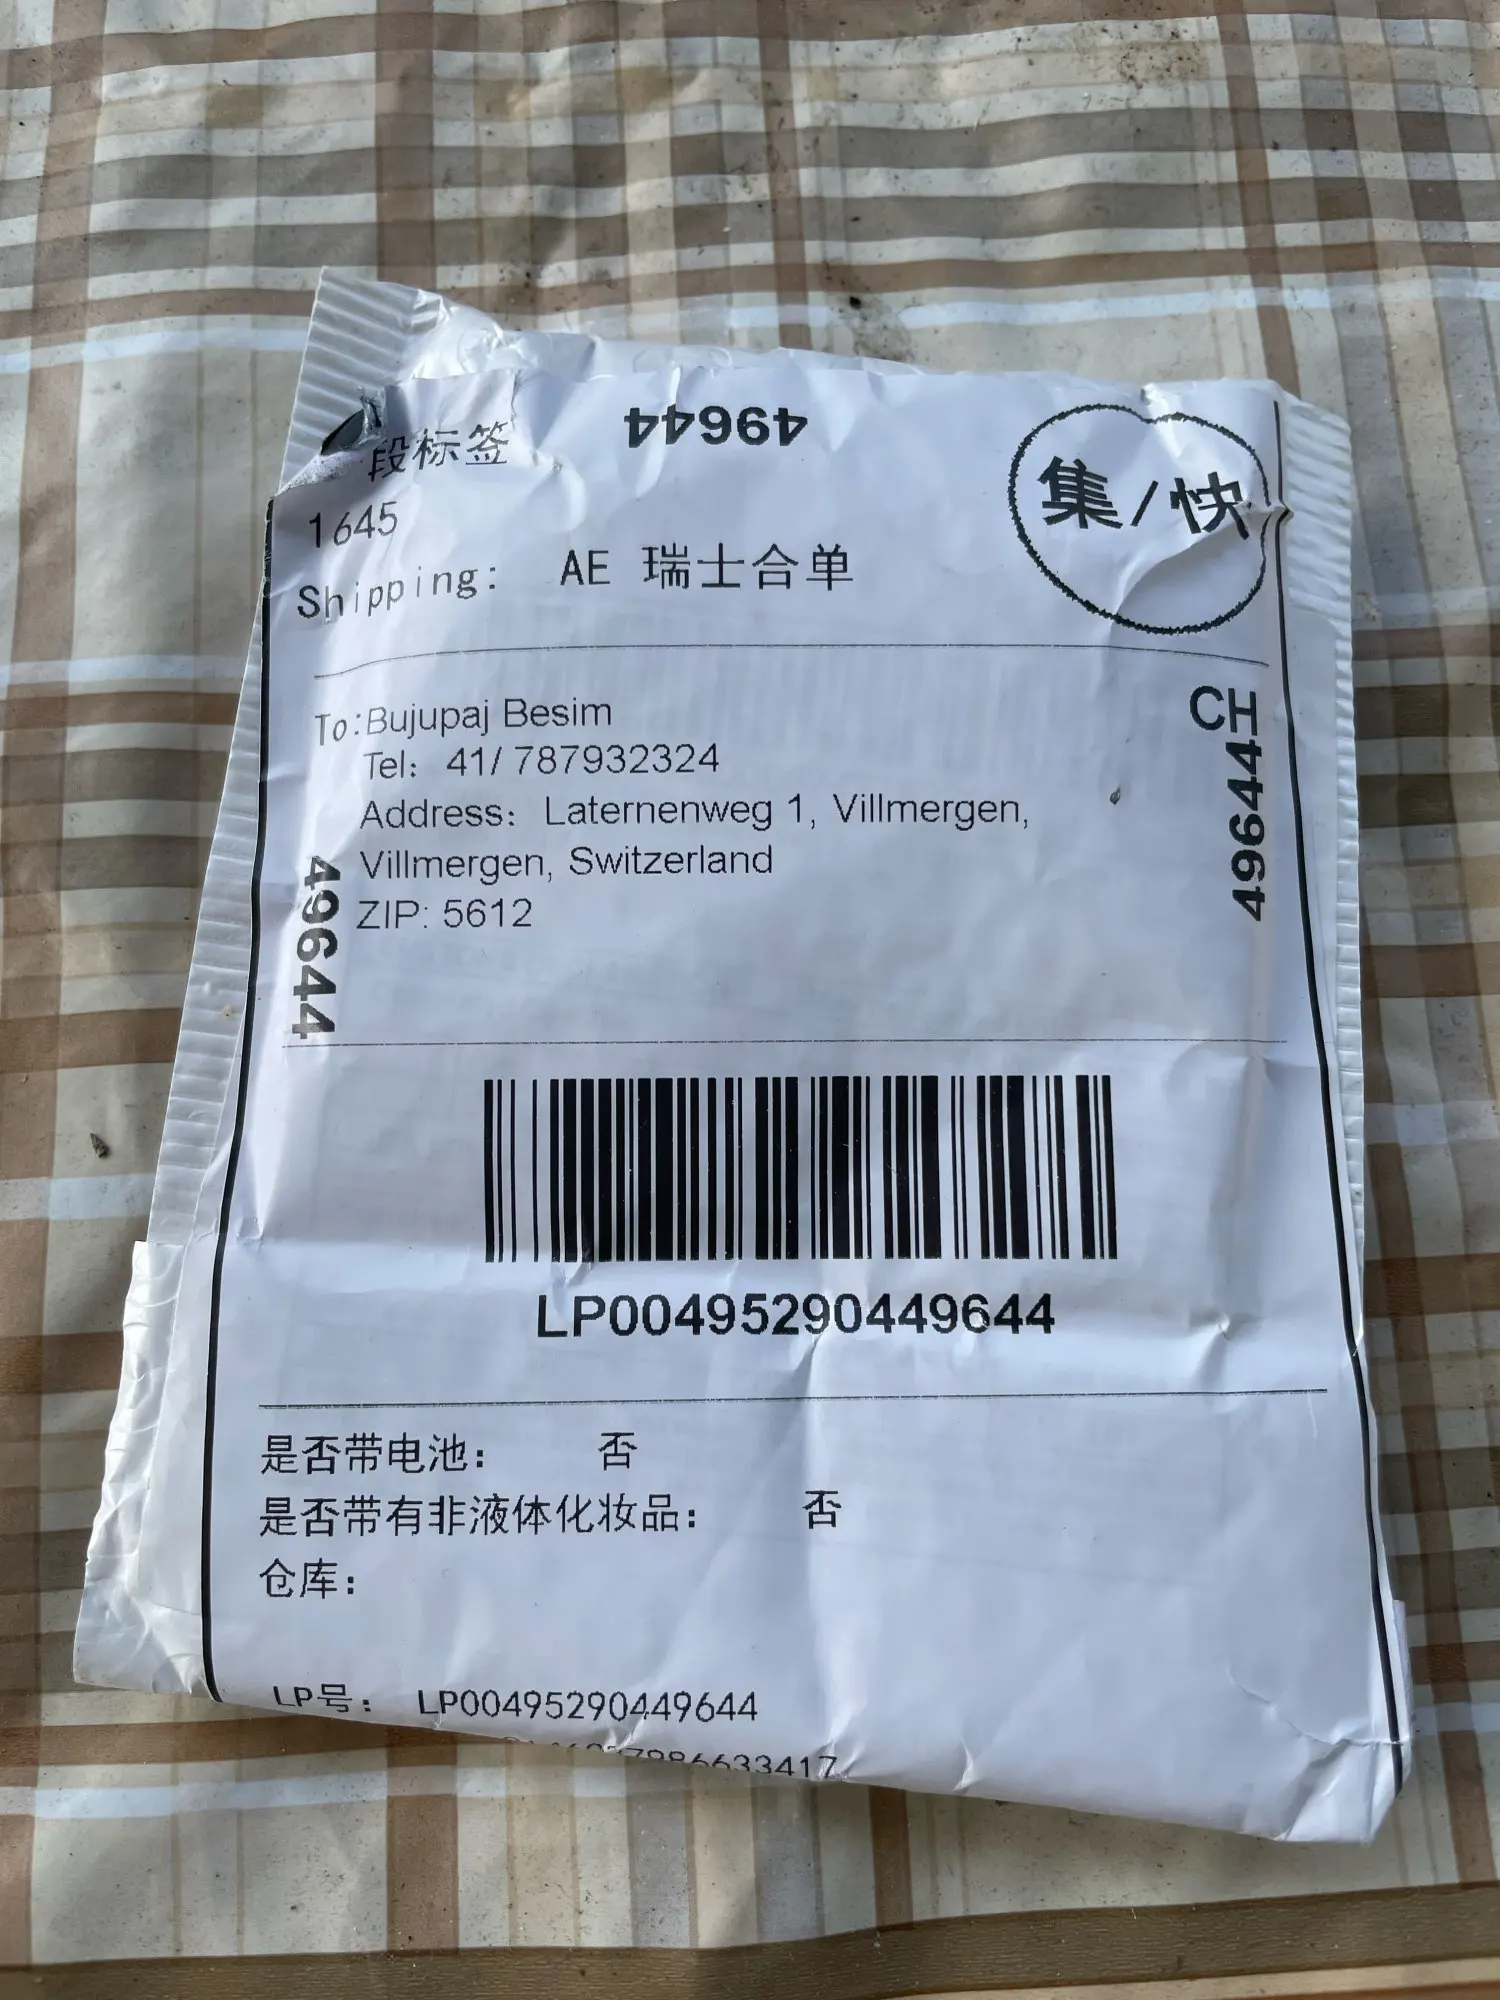 段标签
49644
集/快
1645
Shipping: AE 瑞士合单
To:Bujupaj Besim
Tel: 41/ 787932324
Address: Laternenweg 1, Villmergen,
Villmergen, Switzerland
ZIP: 5612
CH
49644
49644
LP00495290449644
是否带电池: 否
是否带有非液体化妆品: 否
仓库:
LP号: LP00495290449644